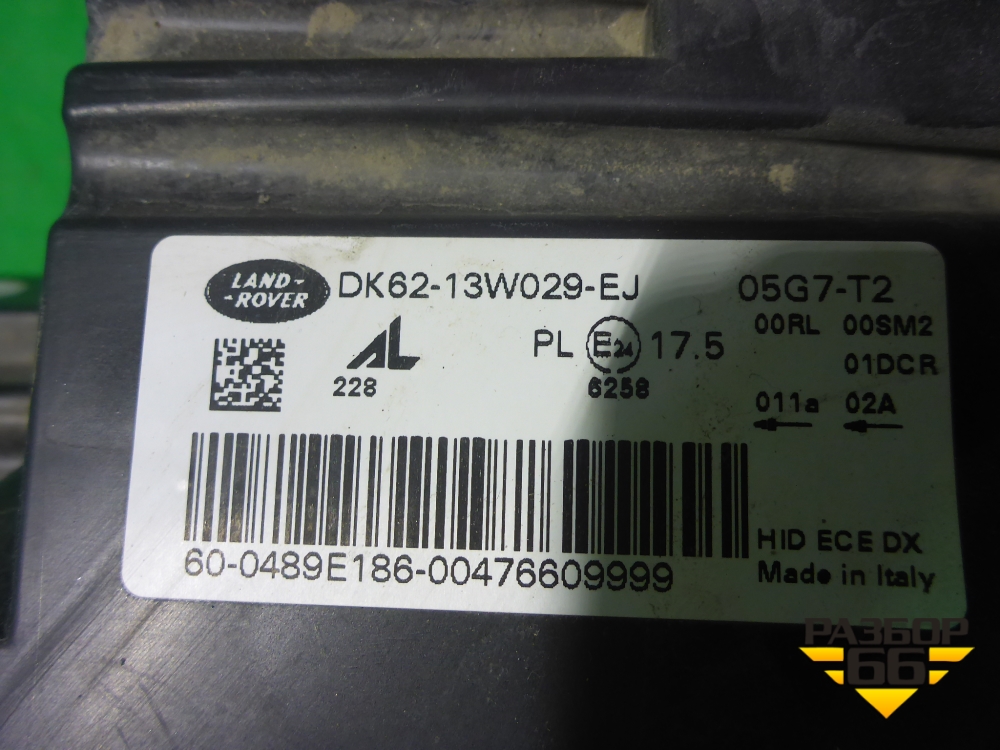 LAND-
-ROVER
DK62-13W029-EJ
05G7-T2
00RL 00SM2
PL E24 17.5
01DCR
AL
228
6258
011a 02A
60-0489E186-00476609999
HID ECE DX
Made in Italy
РАЗБОР
66